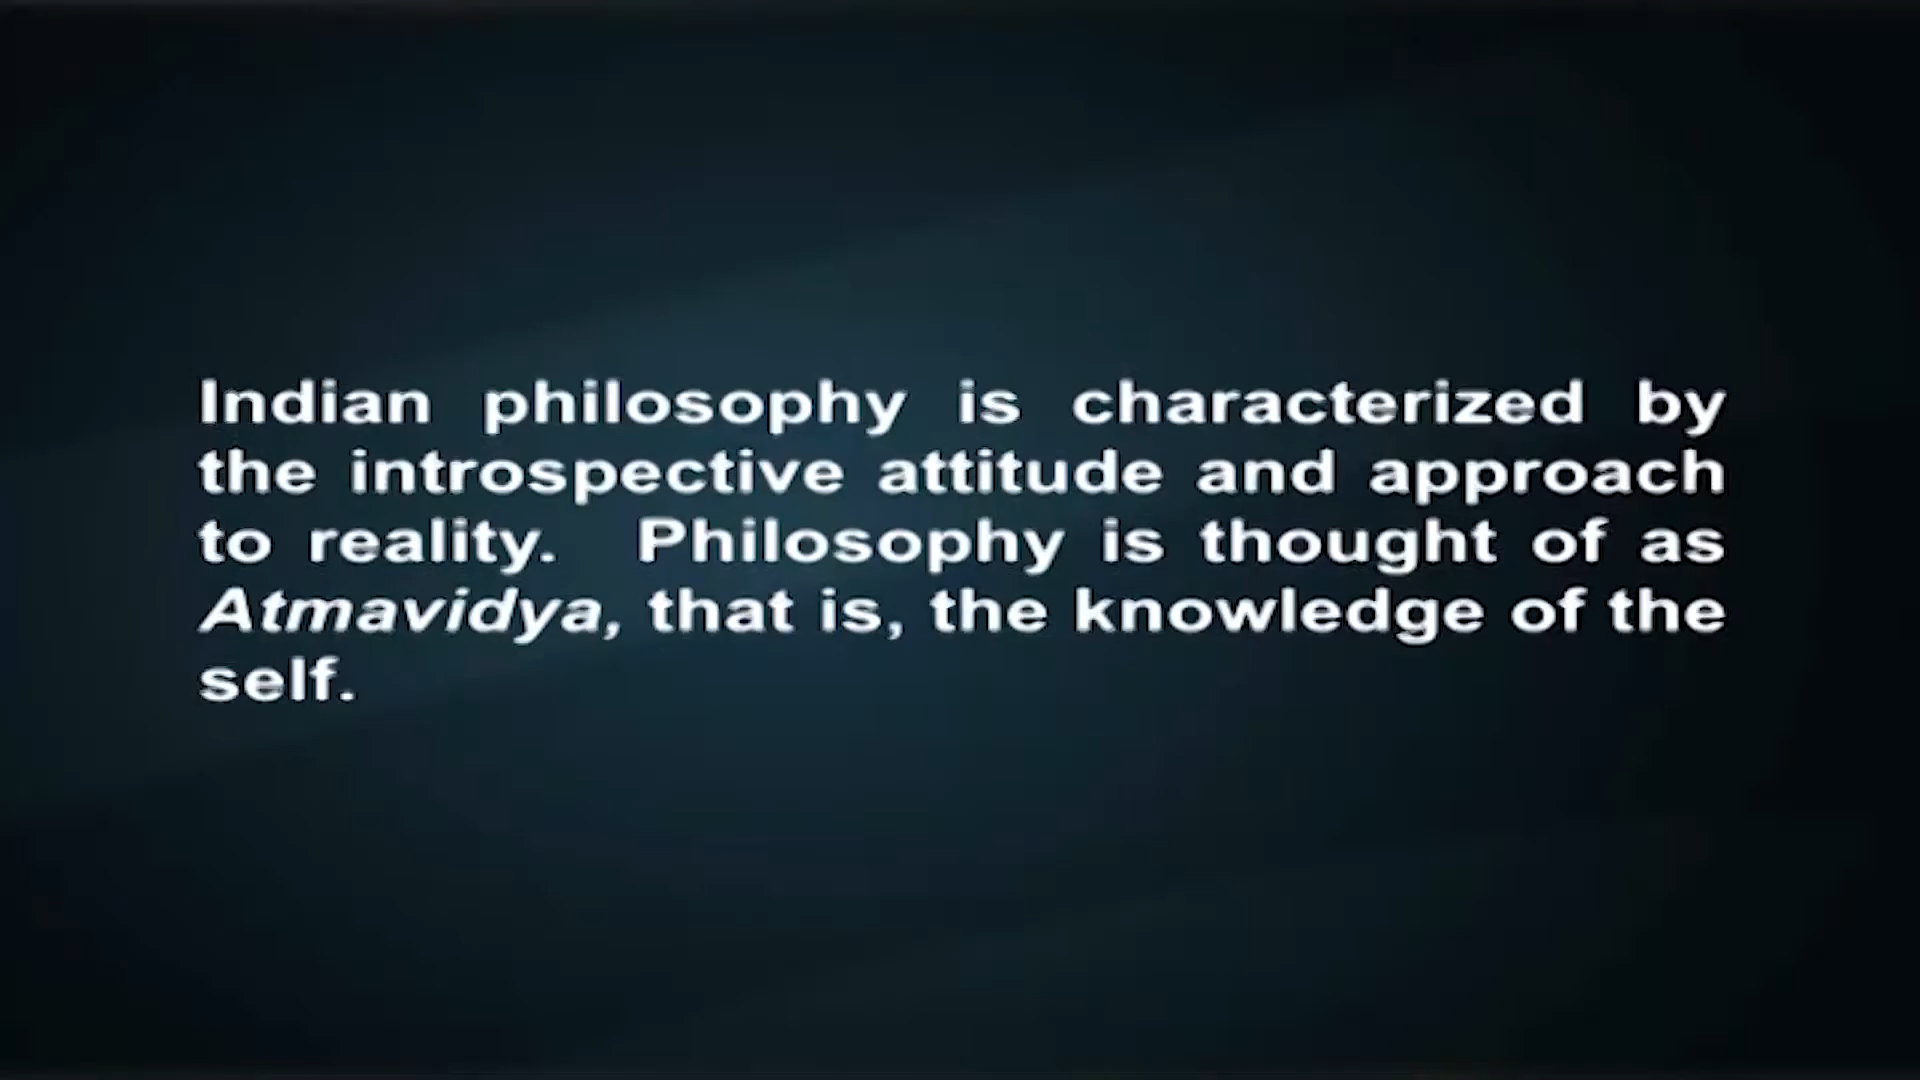 Indian philosophy is characterized by
the introspective attitude and approach
to reality. Philosophy is thought of as
Atmavidya, that is, the knowledge of the
self.